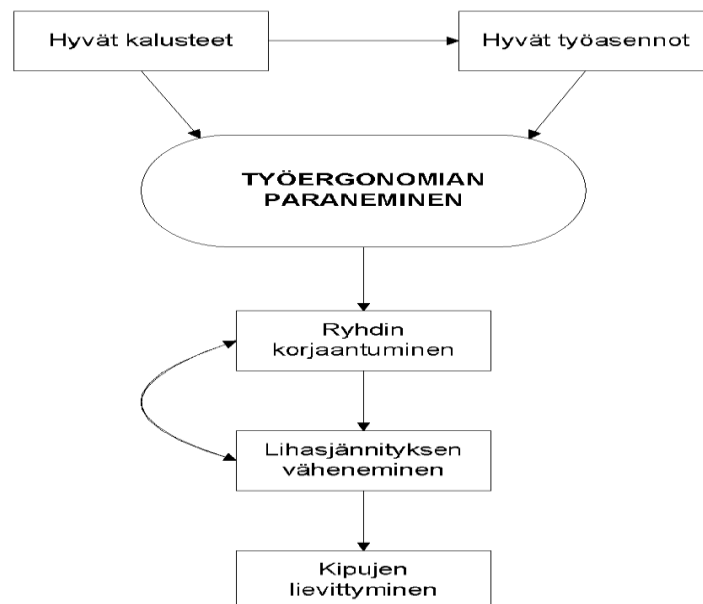 Hyvät kalusteet
Hyvät työasennot
TYÖERGONOMIAN
PARANEMINEN
Ryhdin
korjaantuminen
Lihasjännityksen
väheneminen
Kipujen
lievittyminen